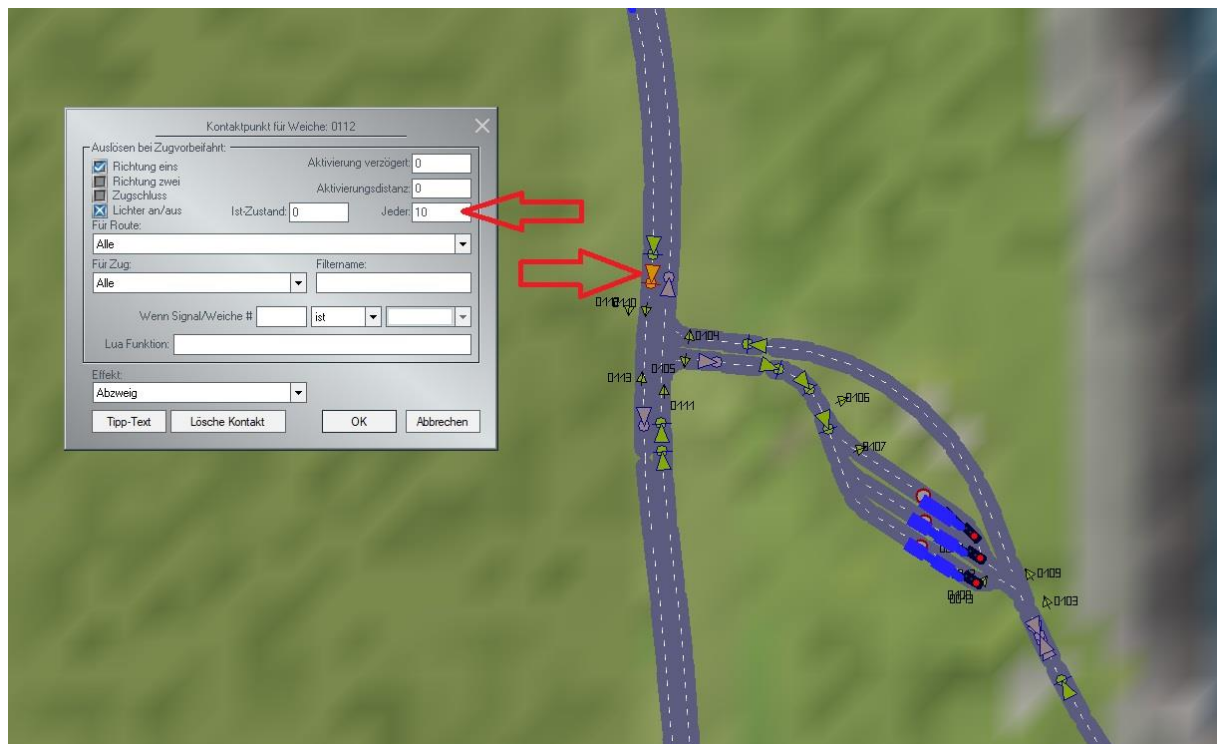 Kontaktpunkt für Weiche: 0112
Auslösen bei Zugvorbeifahrt:
Richtung eins Aktivierung verzögert: 0
Richtung zwei
Zugschluss Aktivierungsdistanz: 0
Lichter an/aus Ist-Zustand: 0 Jeder: 10
Für Route:
Alle
Für Zug: Filtername:
Alle
Wenn Signal/Weiche # ist
Lua Funktion:
Effekt:
Abzweig
Tipp-Text Lösche Kontakt OK Abbrechen
0110
0104
0105
0113
0111
0106
0107
0109
0103